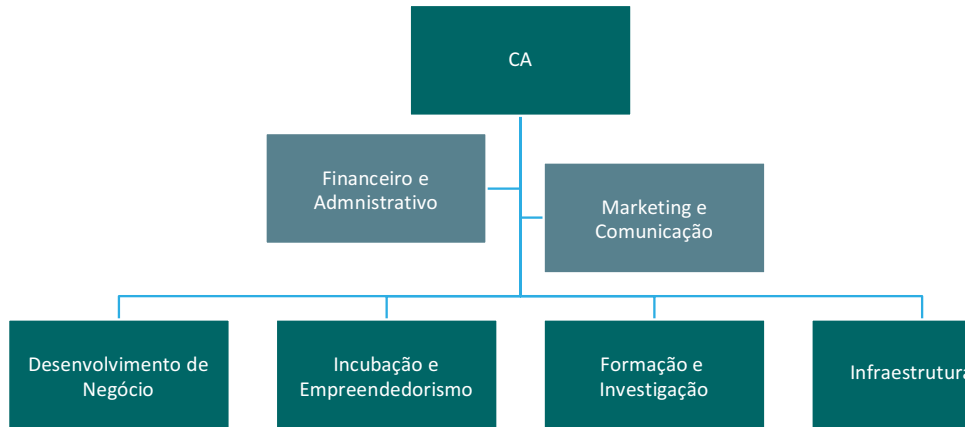 CA
Financeiro e
Admnistrativo
Marketing e
Comunicação
Desenvolvimento de
Negócio
Incubação e
Empreendedorismo
Formação e
Investigação
Infraestrutura